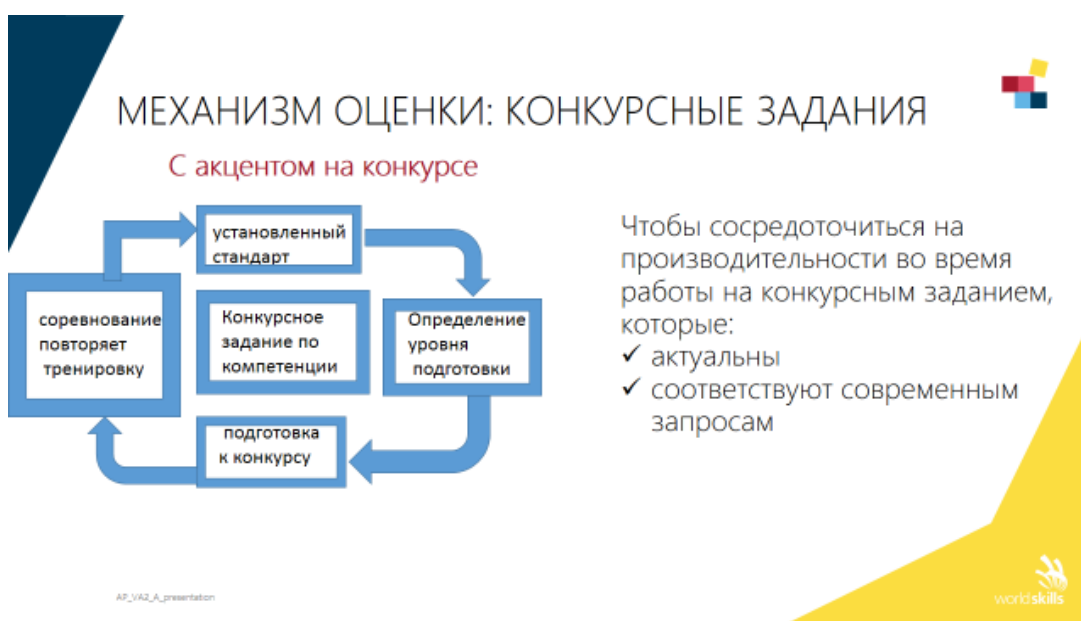 МЕХАНИЗМ ОЦЕНКИ: КОНКУРСНЫЕ ЗАДАНИЯ
С акцентом на конкурсе
установленный
стандарт
Определение
уровня
подготовки
подготовка
к конкурсу
соревнование
повторяет
тренировку
Конкурсное
задание по
компетенции
Чтобы сосредоточиться на
производительности во время
работы на конкурсным заданием,
которые:
✓ актуальны
✓ соответствуют современным
запросам
AP_VA2_A_presentation
worldskills